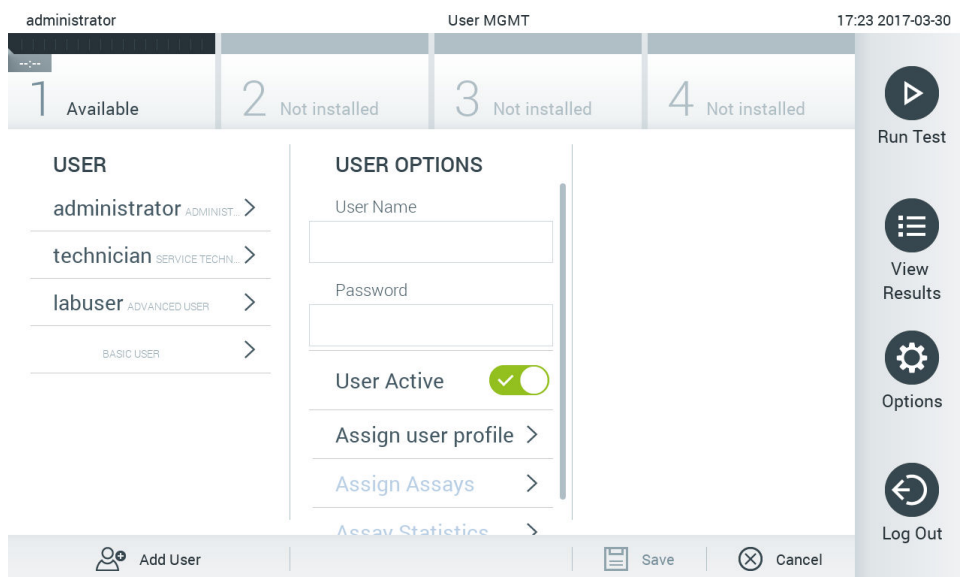 administrator
User MGMT
17:23 2017-03-30
--:--
1 Available
2 Not installed
3 Not installed
4 Not installed
USER
administrator ADMINIST...
technician SERVICE TECHN...
labuser ADVANCED USER
BASIC USER
USER OPTIONS
User Name
Password
User Active
Assign user profile
Assign Assays
Assay Statistics
Run Test
View
Results
Options
Log Out
Add User
Save
Cancel